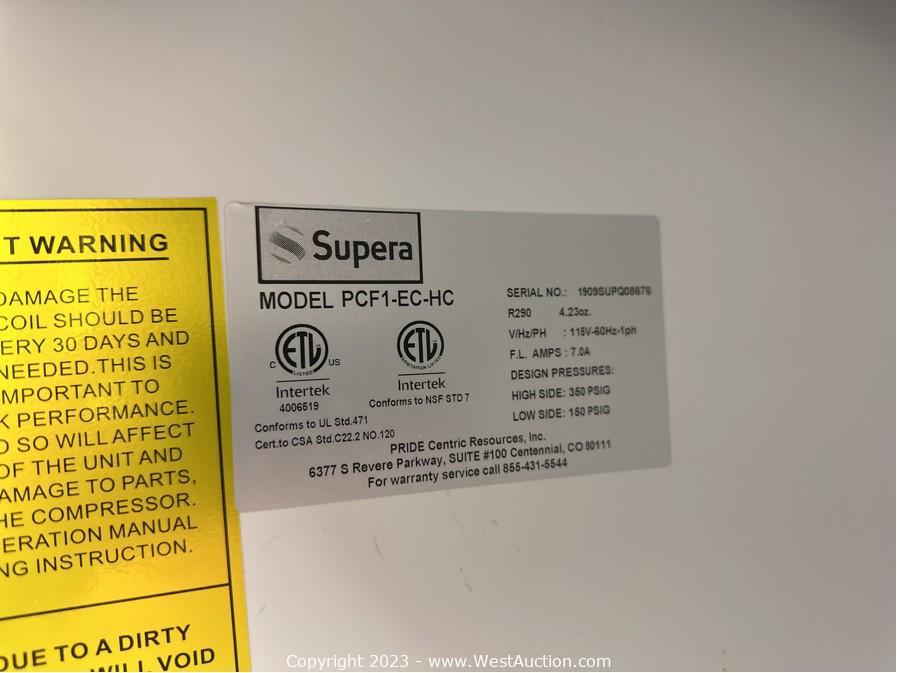 T WARNING
DAMAGE THE
COIL SHOULD BE
ERY 30 DAYS AND
NEEDED.THIS IS
MPORTANT TO
K PERFORMANCE.
O SO WILL AFFECT
OF THE UNIT AND
AMAGE TO PARTS,
HE COMPRESSOR.
ERATION MANUAL
NG INSTRUCTION.
DUE TO A DIRTY
WILL VOID
Supera
MODEL PCF1-EC-HC
C ETL US
LISTED
Intertek
4006519
Conforms to UL Std.471
Cert.to CSA Std.C22.2 NO.120
ETL
SANITATION LISTED
Intertek
Conforms to NSF STD 7
SERIAL NO.: 1909SUPQ08676
R290 4.23oz.
V/Hz/PH : 115V-60Hz-1ph
F.L. AMPS : 7.0A
DESIGN PRESSURES:
HIGH SIDE: 350 PSIG
LOW SIDE: 150 PSIG
PRIDE Centric Resources, Inc.
6377 S Revere Parkway, SUITE #100 Centennial, CO 80111
For warranty service call 855-431-5544
Copyright 2023 - www.WestAuction.com